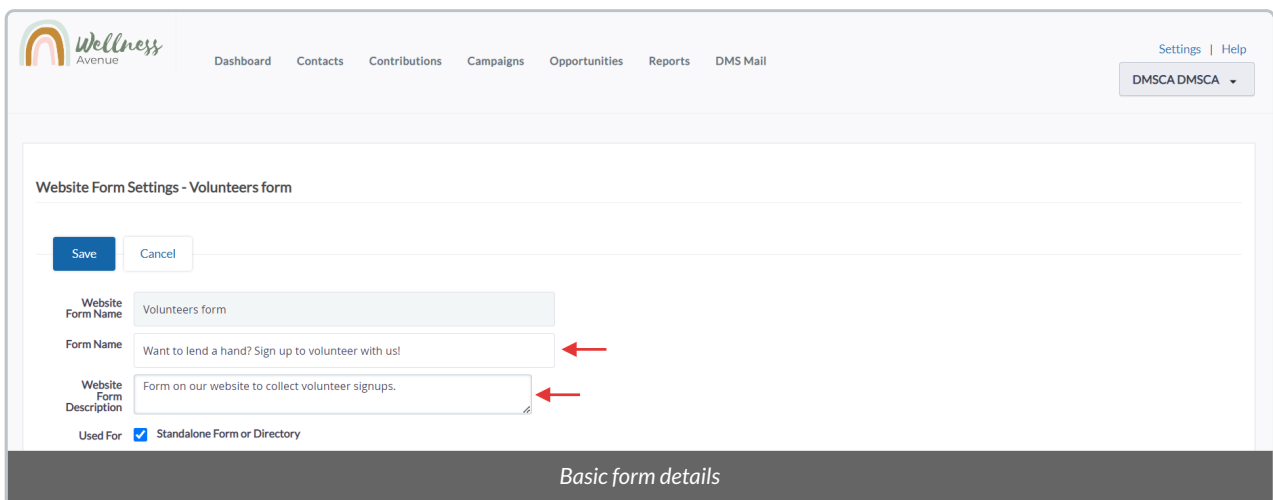 Wellness
Avenue
Dashboard Contacts Contributions Campaigns Opportunities Reports DMS Mail
Settings | Help
DMSCA DMSCA
Website Form Settings - Volunteers form
Save Cancel
Website
Form Name
Volunteers form
Form Name
Want to lend a hand? Sign up to volunteer with us!
Website
Form
Description
Form on our website to collect volunteer signups.
Used For Standalone Form or Directory
Basic form details